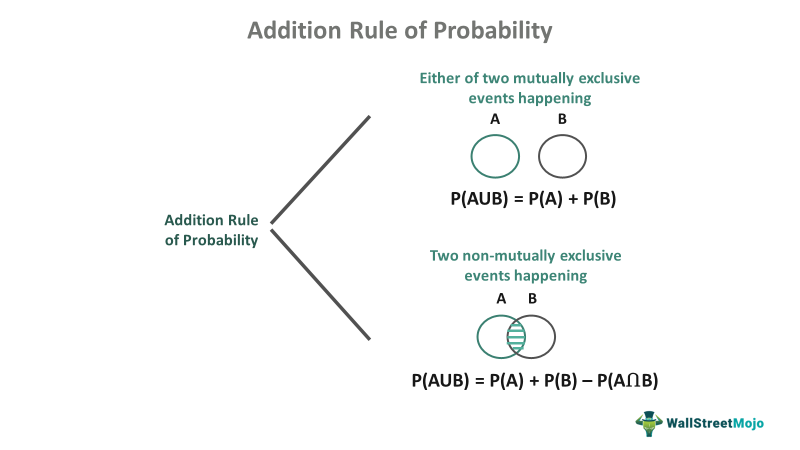 Addition Rule of Probability
Either of two mutually exclusive
events happening
A B
P(AUB) = P(A) + P(B)
Addition Rule
of Probability
Two non-mutually exclusive
events happening
A B
P(AUB) = P(A) + P(B) – P(AՈB)
WallStreetMojo